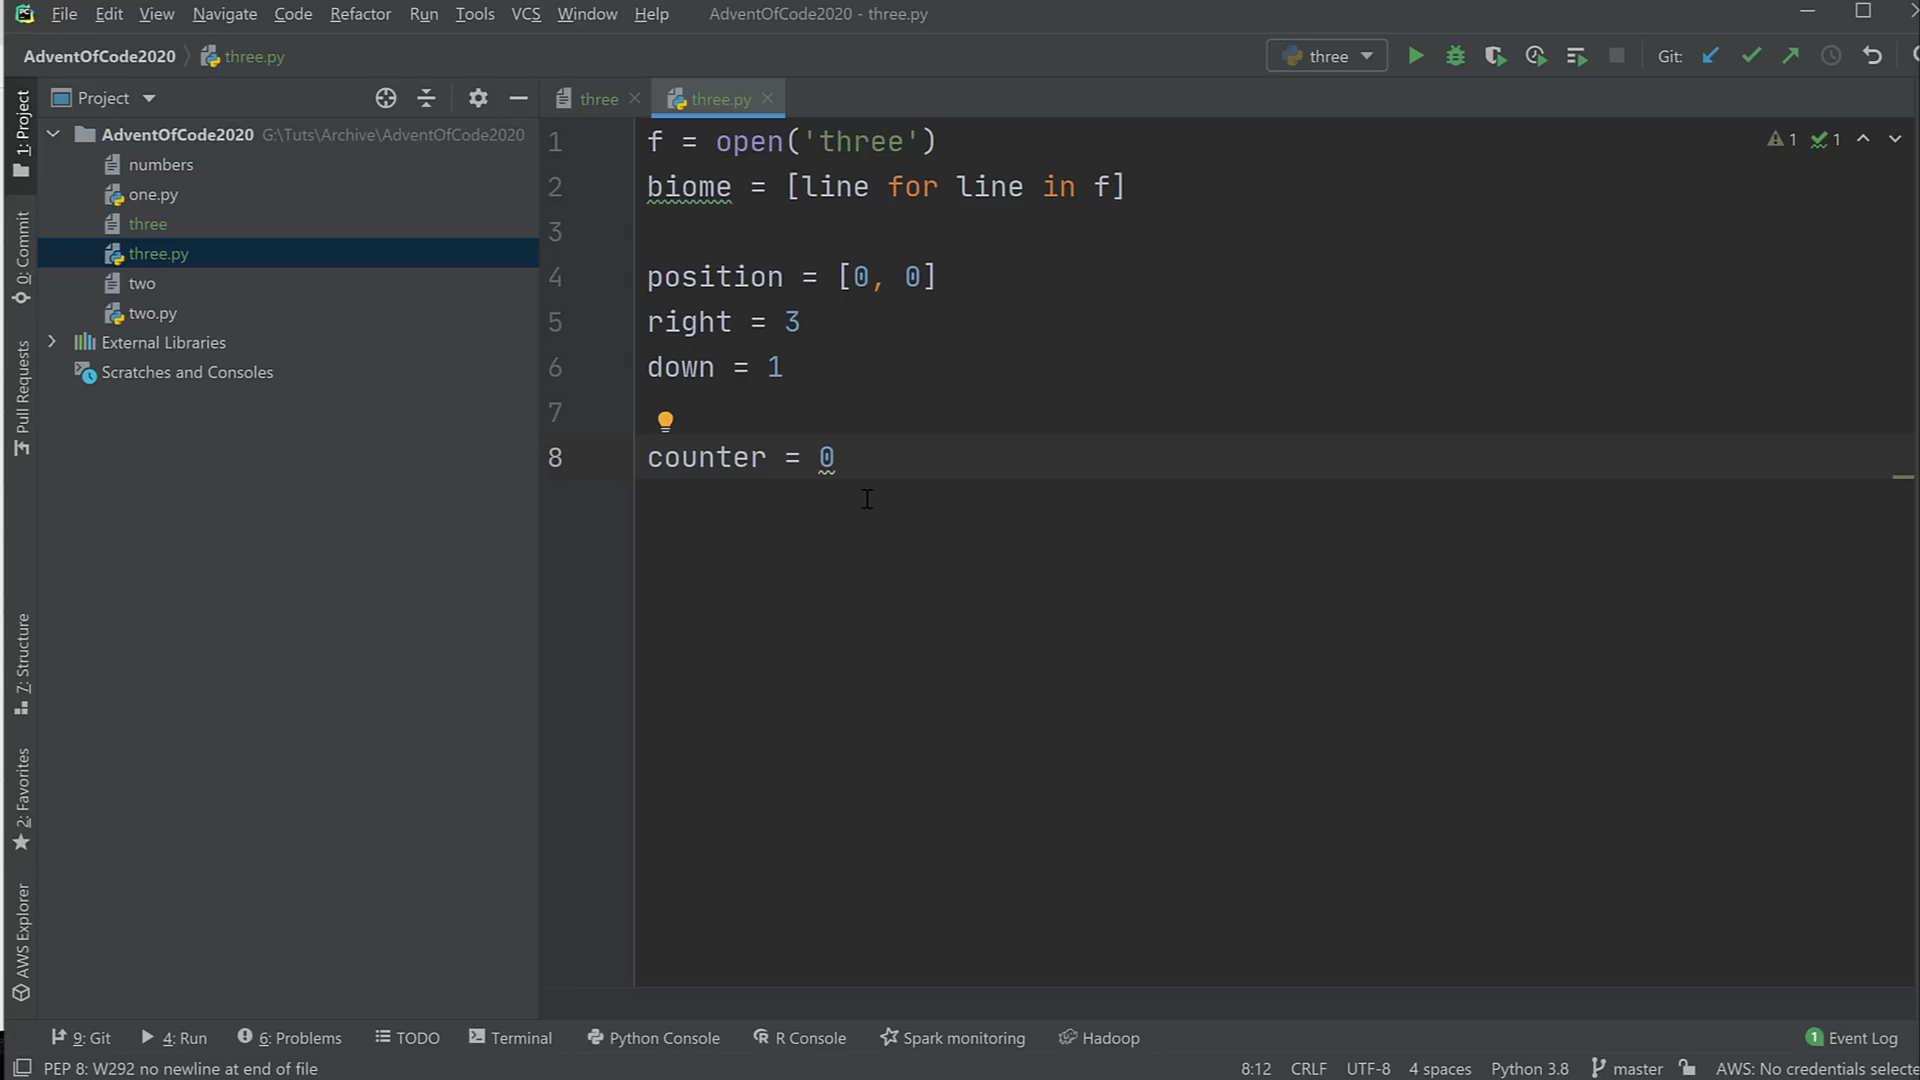 File Edit View Navigate Code Refactor Run Tools VCS Window Help AdventOfCode2020 - three.py
AdventOfCode2020 three.py three Git:
Project three three.py
1: Project
0: Commit
Pull Requests
7: Structure
2: Favorites
AWS Explorer
AdventOfCode2020 G:\Tuts\Archive\AdventOfCode2020
numbers
one.py
three
three.py
two
two.py
External Libraries
Scratches and Consoles
1 f = open('three')
2 biome = [line for line in f]
3
4 position = [0, 0]
5 right = 3
6 down = 1
7
8 counter = 0
1 1
9: Git 4: Run 6: Problems TODO Terminal Python Console R Console Spark monitoring Hadoop 1 Event Log
PEP 8: W292 no newline at end of file 8:12 CRLF UTF-8 4 spaces Python 3.8 master AWS: No credentials selecte